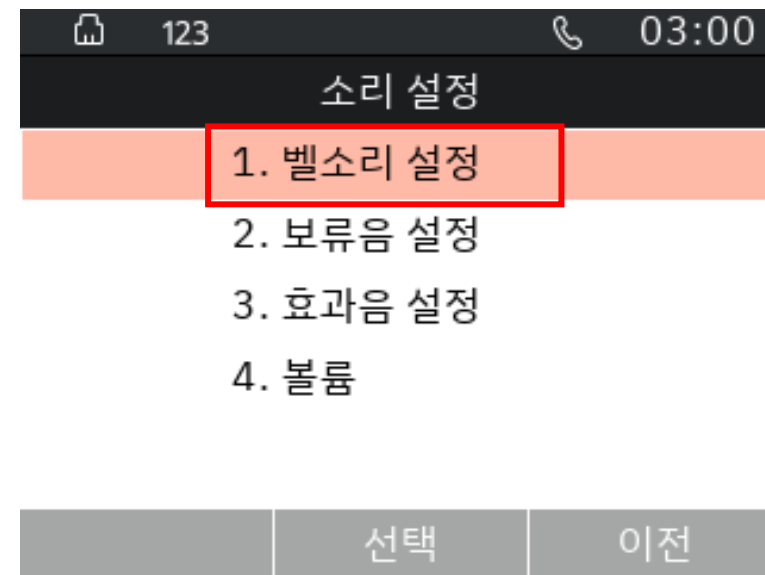 123 03:00
소리 설정
1. 벨소리 설정
2. 보류음 설정
3. 효과음 설정
4. 볼륨
선택 이전